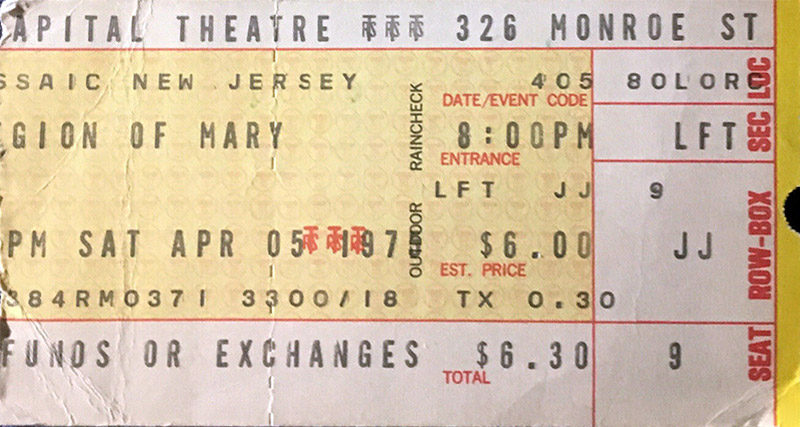 APITAL THEATRE 326 MONROE ST
SSAIC NEW JERSEY 405 80LORC LOC
DATE/EVENT CODE
GION OF MARY 8:00PM LFT SEC
ENTRANCE
OUTDOOR RAINCHECK
LFT JJ 9
PM SAT APR 05 197 $6.00 JJ ROW-BOX
EST. PRICE
384RM0371 3300/18 TX 0.30
FUNDS OR EXCHANGES $6.30 9 SEAT
TOTAL